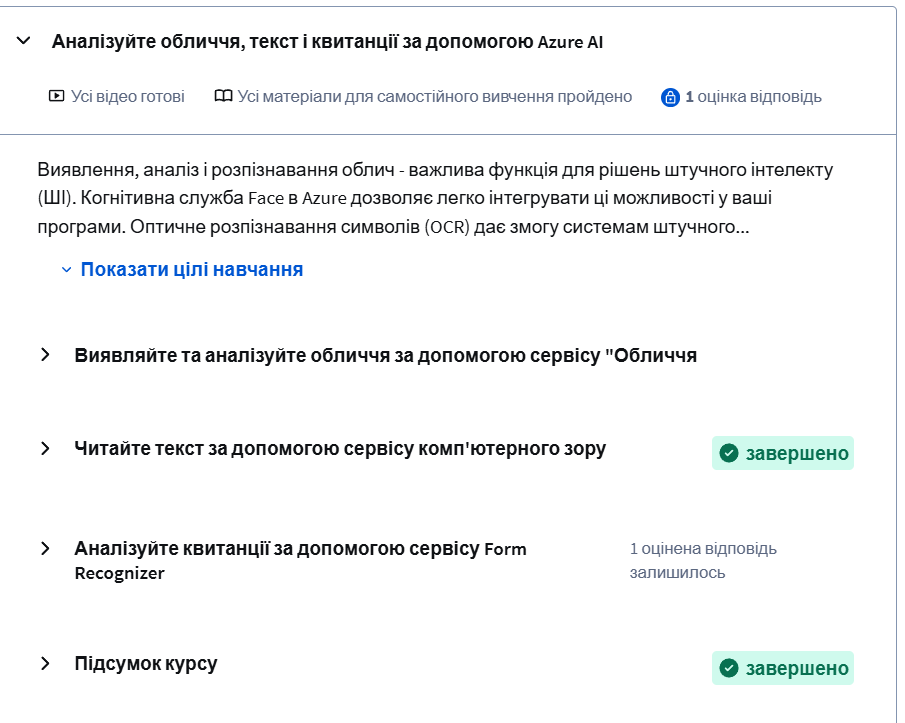 Аналізуйте обличчя, текст і квитанції за допомогою Azure AI
Усі відео готові
Усі матеріали для самостійного вивчення пройдено
1 оцінка відповідь
Виявлення, аналіз і розпізнавання облич - важлива функція для рішень штучного інтелекту
(ШІ). Когнітивна служба Face в Azure дозволяє легко інтегрувати ці можливості у ваші
програми. Оптичне розпізнавання символів (OCR) дає змогу системам штучного...
Показати цілі навчання
Виявляйте та аналізуйте обличчя за допомогою сервісу "Обличчя
Читайте текст за допомогою сервісу комп'ютерного зору
завершено
Аналізуйте квитанції за допомогою сервісу Form
Recognizer
1 оцінена відповідь
залишилось
Підсумок курсу
завершено